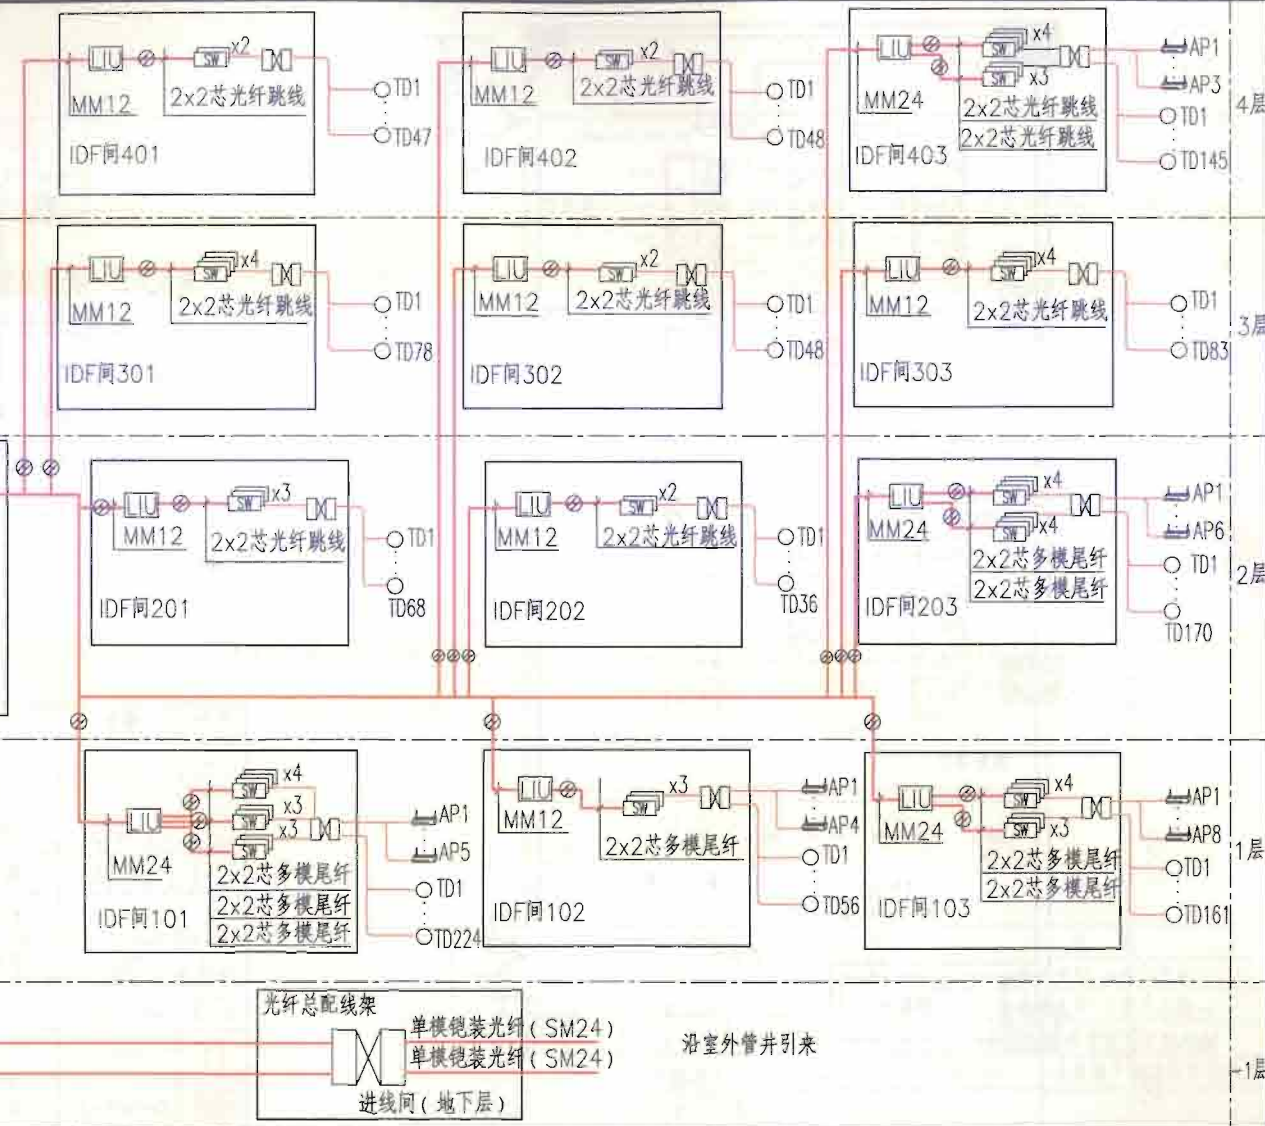 LIU
SW
x2
MM12
2x2芯光纤跳线
IDF间401
TD1
TD47
LIU
SW
x2
MM12
2x2芯光纤跳线
IDF间402
TD1
TD48
LIU
SW
x4
SW
x3
MM24
2x2芯光纤跳线
2x2芯光纤跳线
IDF间403
AP1
AP3
TD1
TD145
4层
LIU
SW
x4
MM12
2x2芯光纤跳线
IDF间301
TD1
TD78
LIU
SW
x2
MM12
2x2芯光纤跳线
IDF间302
TD1
TD48
LIU
SW
x4
MM12
2x2芯光纤跳线
IDF间303
TD1
TD83
3层
LIU
SW
x3
MM12
2x2芯光纤跳线
IDF间201
TD1
TD68
LIU
SW
x2
MM12
2x2芯光纤跳线
IDF间202
TD1
TD36
LIU
SW
x4
SW
x4
MM24
2x2芯多模尾纤
2x2芯多模尾纤
IDF间203
AP1
AP6
TD1
TD170
2层
LIU
SW
x4
SW
x3
SW
x3
MM24
2x2芯多模尾纤
2x2芯多模尾纤
2x2芯多模尾纤
IDF间101
AP1
AP5
TD1
TD224
LIU
SW
x3
MM12
2x2芯多模尾纤
IDF间102
AP1
AP4
TD1
TD56
LIU
SW
x4
SW
x3
MM24
2x2芯多模尾纤
2x2芯多模尾纤
IDF间103
AP1
AP8
TD1
TD161
1层
光纤总配线架
单模铠装光纤(SM24)
单模铠装光纤(SM24)
进线间(地下层)
沿室外管井引来
-1层